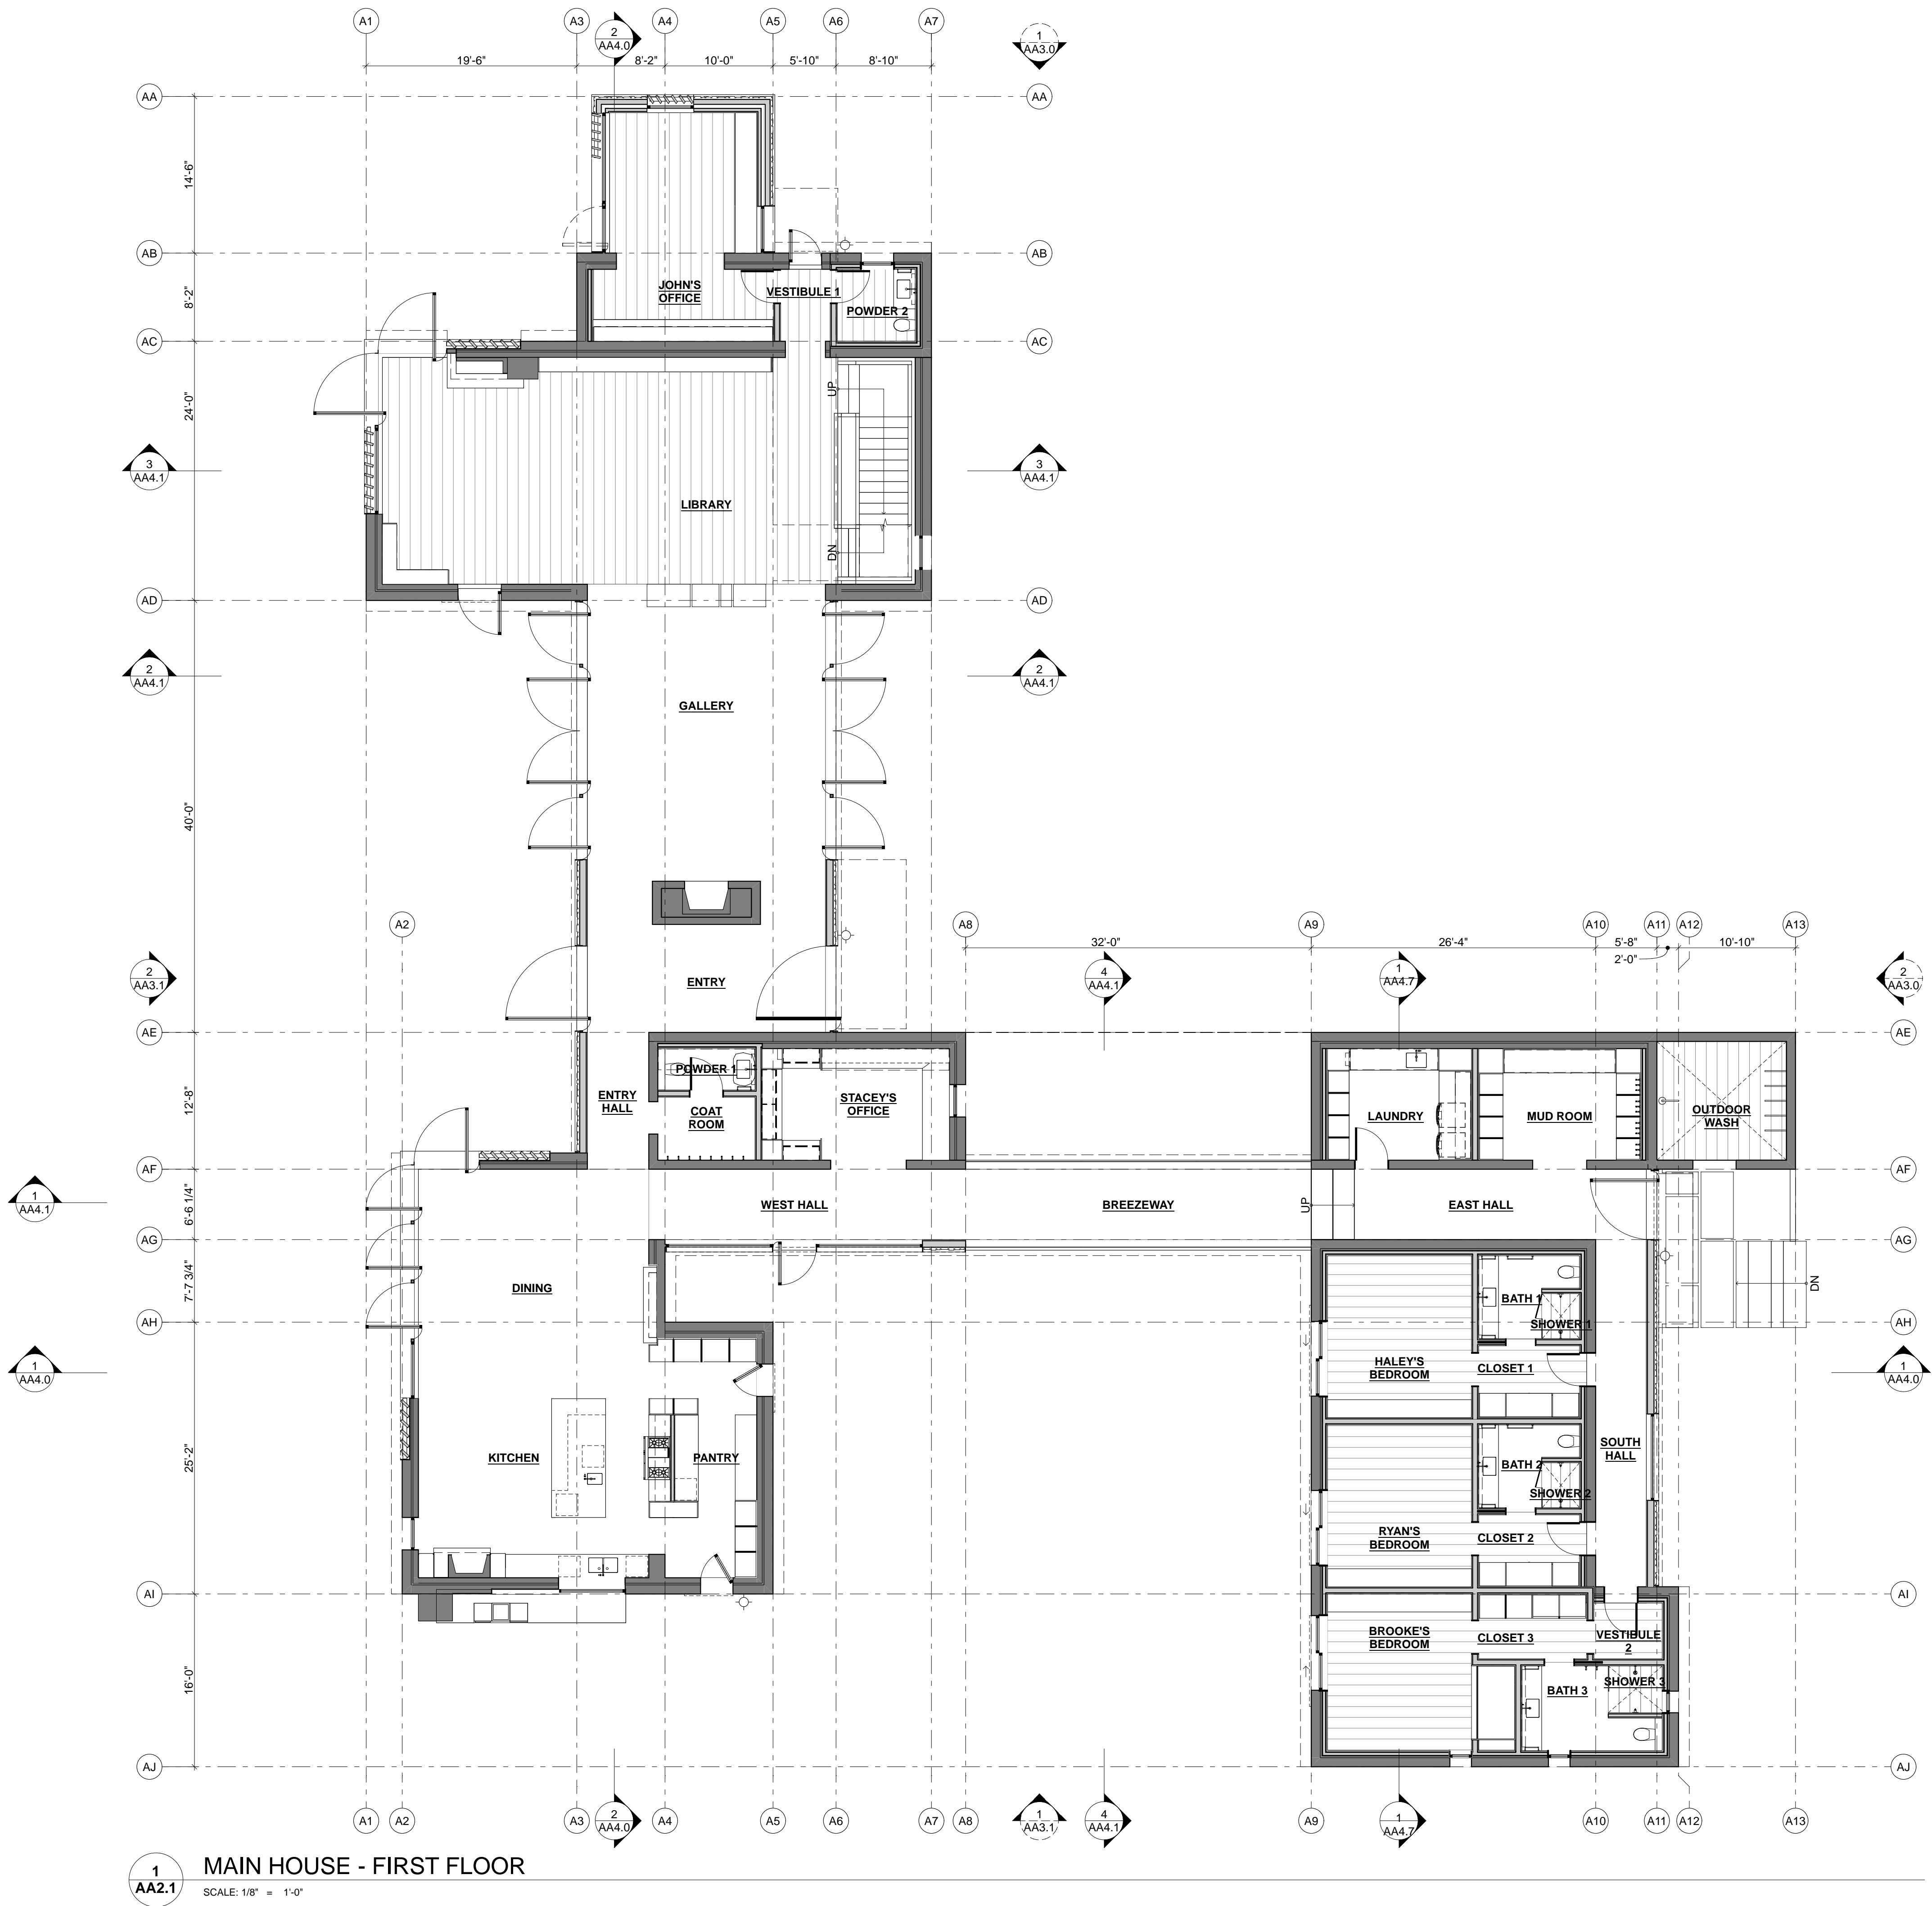 A1 A3 A4 A5 A6 A7
2
AA4.0
1
AA3.0
19'-6" 8'-2" 10'-0" 5'-10" 8'-10"
AA AA
14'-6"
AB AB
8'-2"
JOHN'S
OFFICE
VESTIBULE 1
POWDER 2
AC AC
24'-0"
UP
3
AA4.1
3
AA4.1
LIBRARY
DN
AD AD
2
AA4.1
2
AA4.1
GALLERY
40'-0"
A2 A8 A9 A10 A11 A12 A13
32'-0" 26'-4" 5'-8" 10'-10"
2'-0"
2
AA3.1
4
AA4.1
1
AA4.7
2
AA3.0
ENTRY
AE AE
12'-8"
POWDER 1
ENTRY
HALL
COAT
ROOM
STACEY'S
OFFICE
LAUNDRY
MUD ROOM
OUTDOOR
WASH
AF AF
6'-6 1/4"
1
AA4.1
WEST HALL
BREEZEWAY
UP
EAST HALL
AG AG
7'-7 3/4"
DINING
BATH 1
DN
AH AH
SHOWER 1
1
AA4.0
HALEY'S
BEDROOM
CLOSET 1
1
AA4.0
25'-2"
KITCHEN
PANTRY
BATH 2
SOUTH
HALL
SHOWER 2
RYAN'S
BEDROOM
CLOSET 2
AI AI
BROOKE'S
BEDROOM
CLOSET 3
VESTIBULE
2
16'-0"
BATH 3
SHOWER 3
AJ AJ
A1 A2 A3 A4 A5 A6 A7 A8 A9 A10 A11 A12 A13
2
AA4.0
1
AA3.1
4
AA4.1
1
AA4.7
1
AA2.1
MAIN HOUSE - FIRST FLOOR
SCALE: 1/8" = 1'-0"